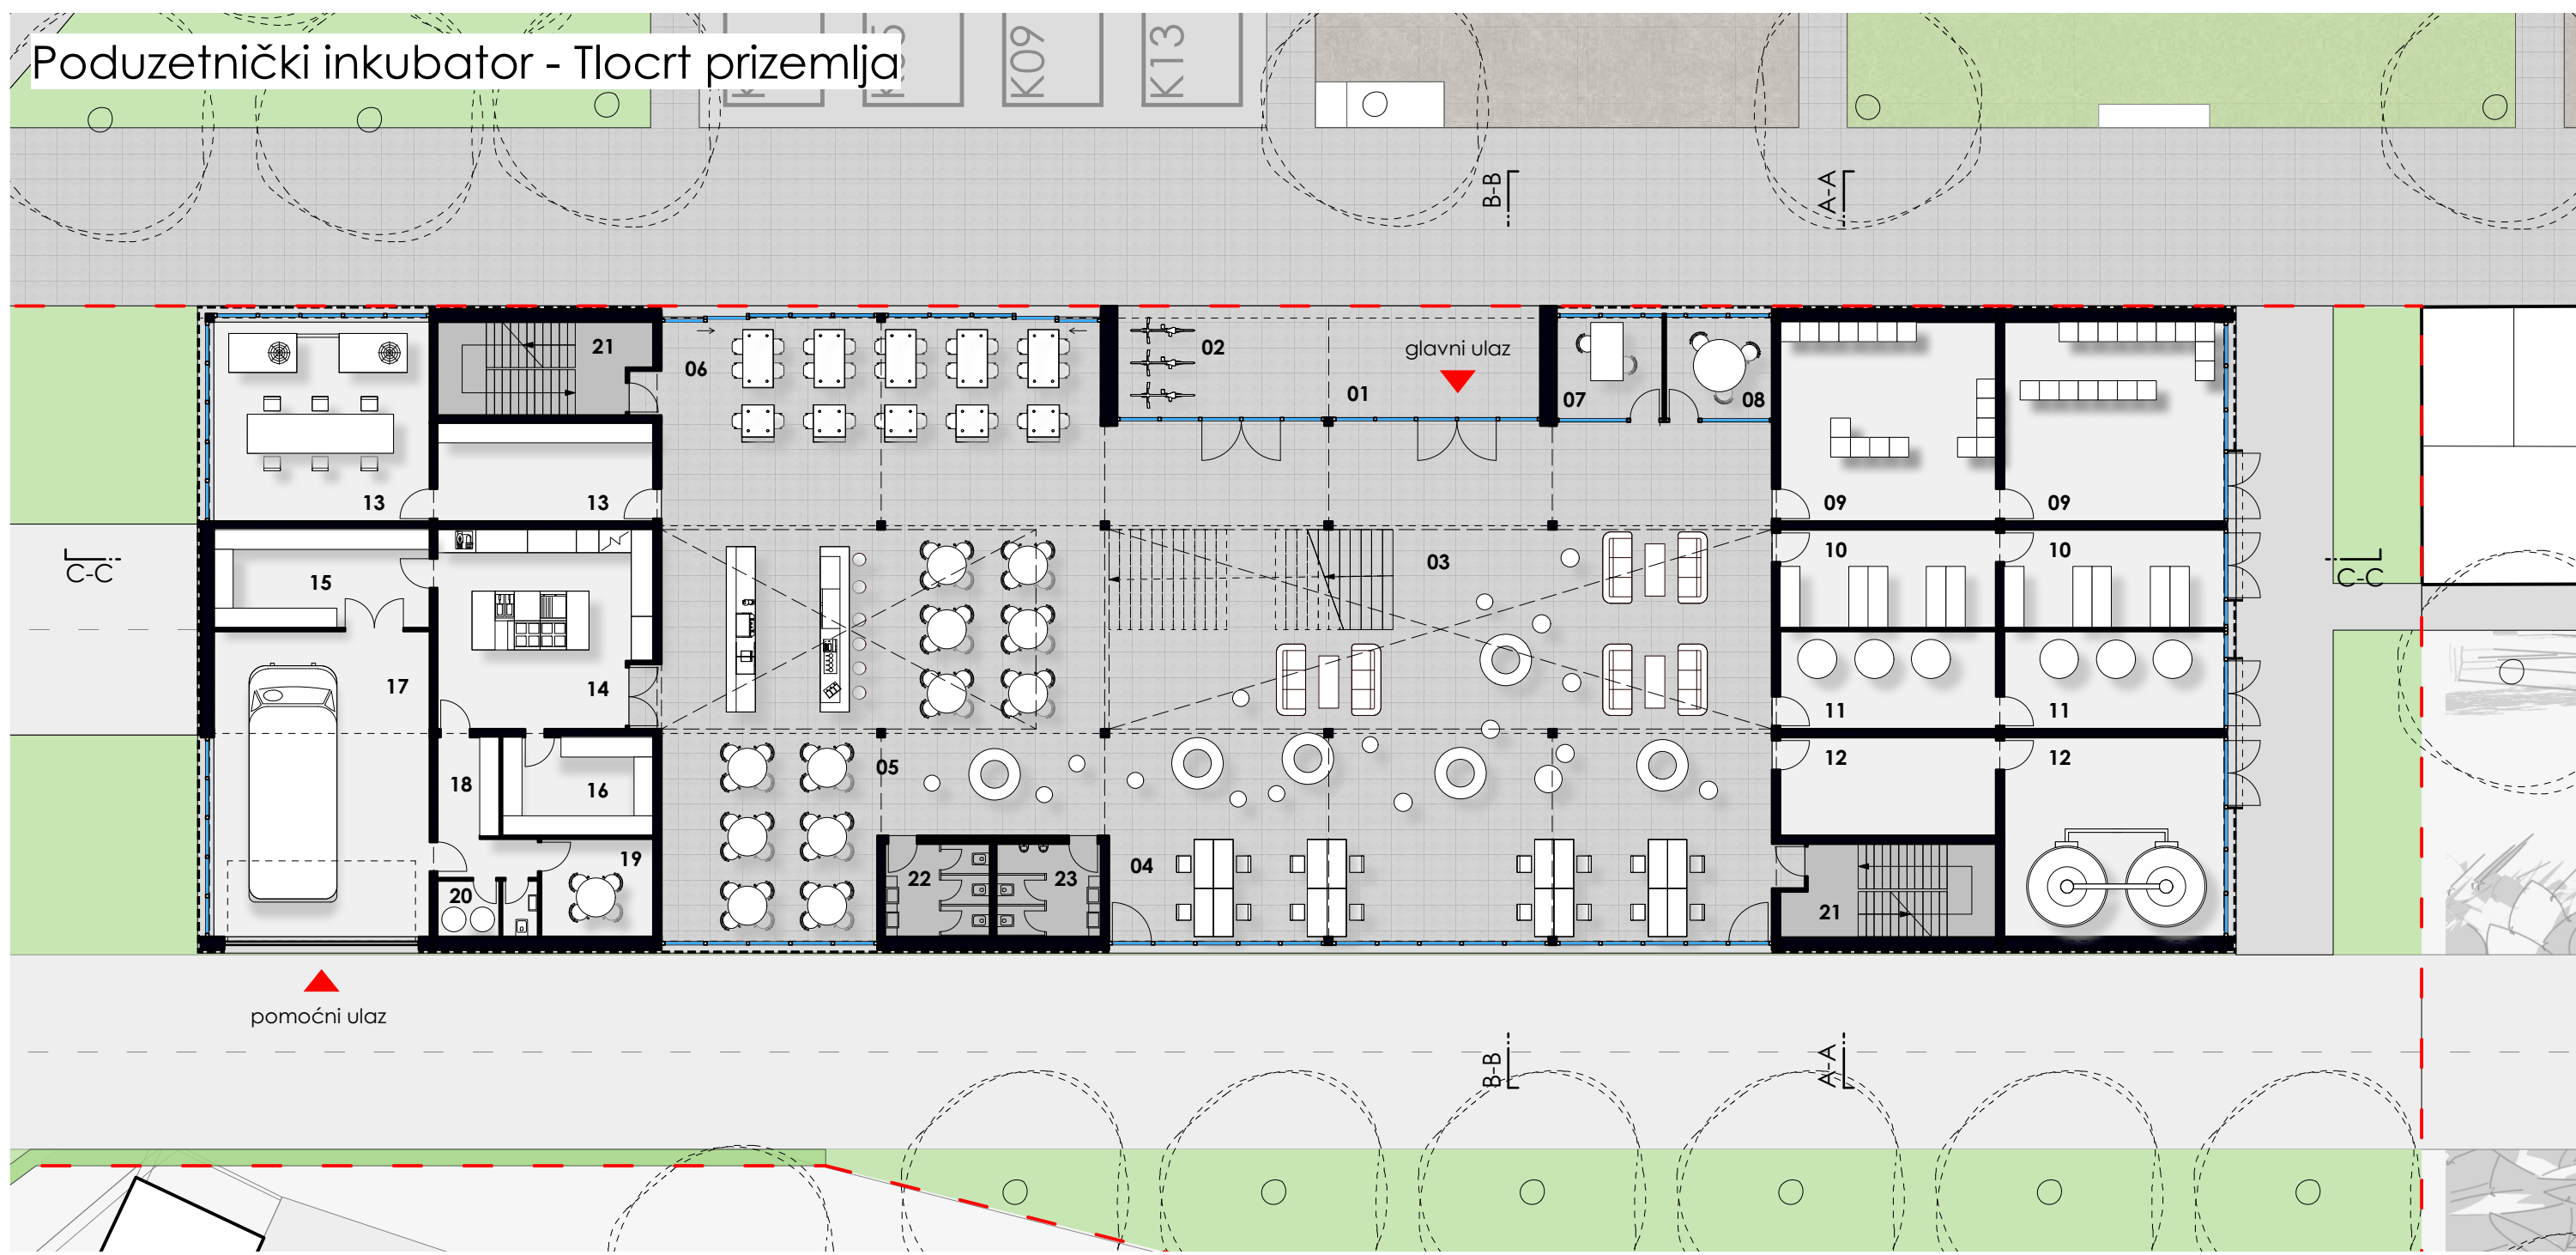 Poduzetnički inkubator - Tlocrt prizemlja
K09
K13
B-B
A-A
glavni ulaz
21
06
02
01
07
08
13
13
09
09
C-C
15
03
10
10
C-C
17
14
11
11
05
12
12
18
16
19
20
22
23
04
21
pomoćni ulaz
B-B
A-A